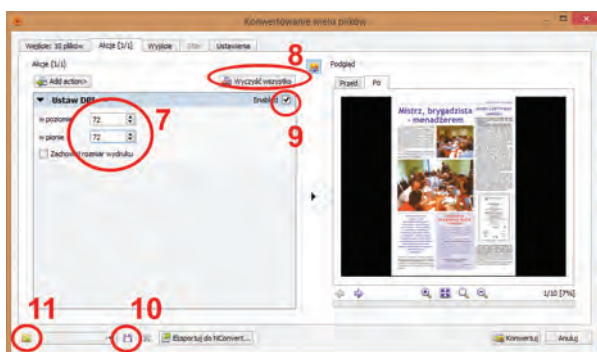 Konwertowanie wielu plików
Wejście: 10 plików Akcje [1/1] Wyjście Ustawienia
8
Akcje [1/1]
Podgląd
Add action>
Wyczyść wszystko
Przed Po
Ustaw DPI
Enabled
w poziomie 72
7
9
w pionie 72
Zachowaj rozmiar wydruku
Mistrz, brygadzista
- menadżerem
1/10 [7%]
11
10
Eksportuj do NConvert...
Konwertuj
Anuluj